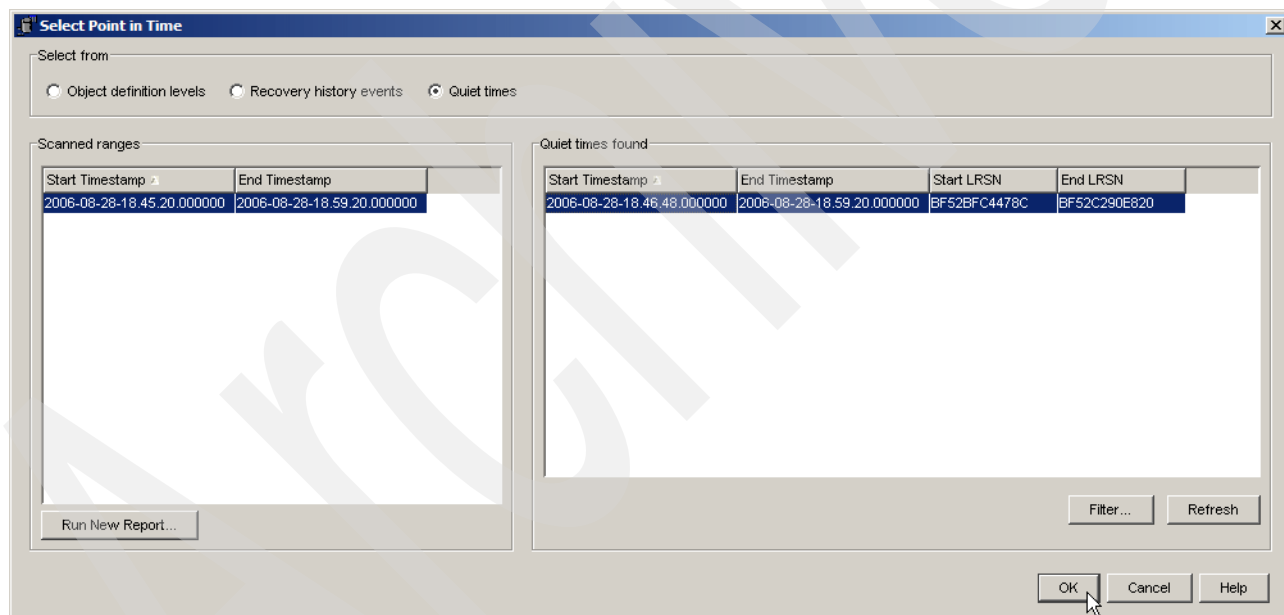 Select Point in Time
Select from
Object definition levels Recovery history events Quiet times
Scanned ranges
Start Timestamp End Timestamp
2006-08-28-18.45.20.000000 2006-08-28-18.59.20.000000
Run New Report...
Quiet times found
Start Timestamp End Timestamp Start LRSN End LRSN
2006-08-28-18.46.48.000000 2006-08-28-18.59.20.000000 BF52BFC4478C BF52C290E820
Filter... Refresh
OK Cancel Help